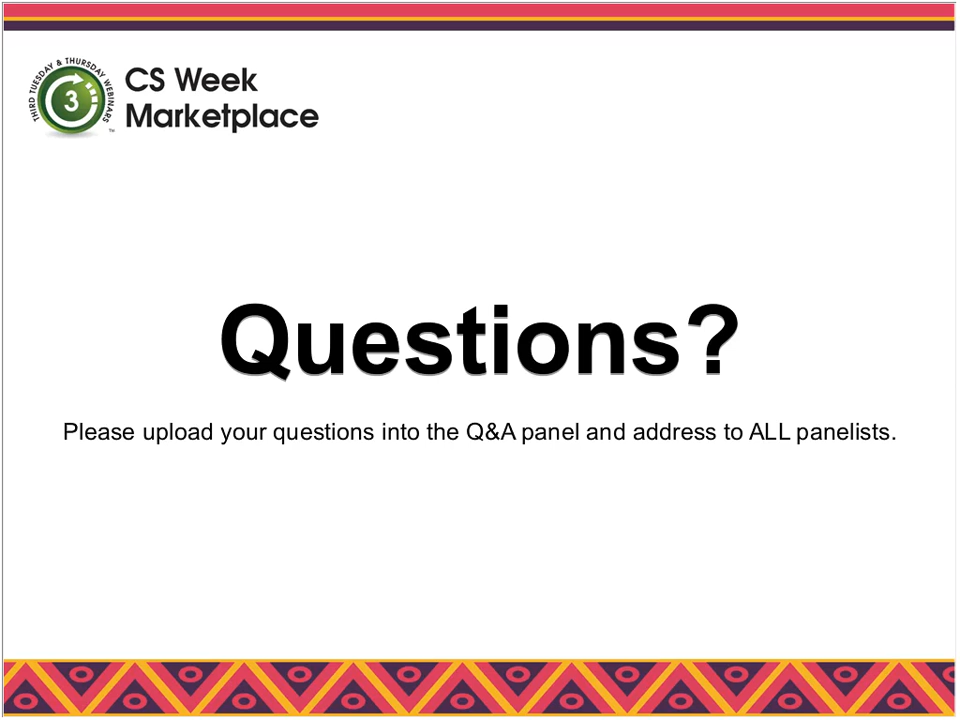 THIRD TUESDAY & THURSDAY WEBINARS
3
™
CS Week
Marketplace
Questions?
Please upload your questions into the Q&A panel and address to ALL panelists.